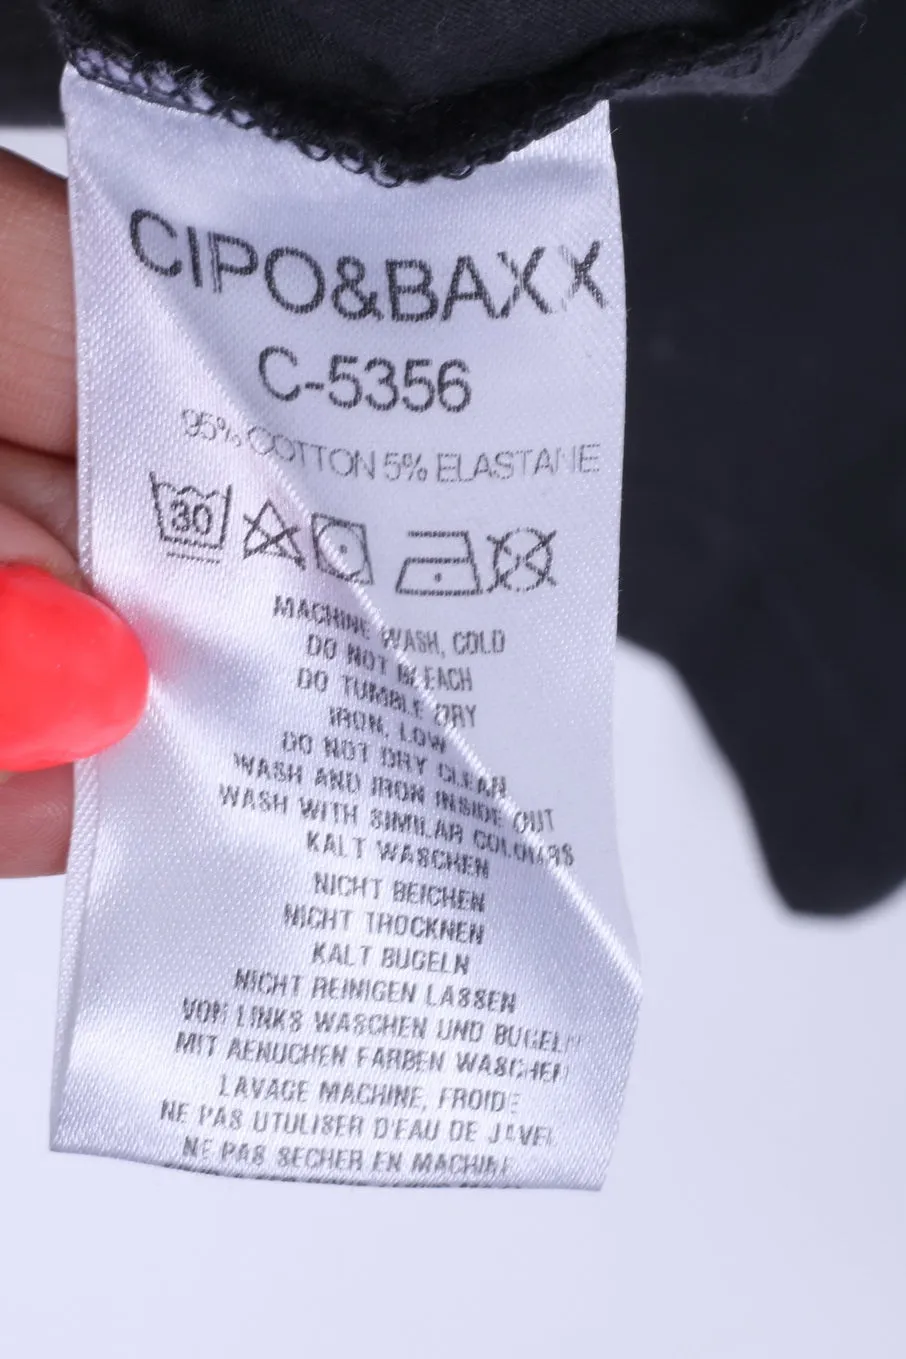 CIPO&BAXX
C-5356
95% COTTON 5% ELASTANE
30
MACHINE WASH, COLD
DO NOT BLEACH
DO TUMBLE DRY
IRON, LOW
DO NOT DRY CLEAN
WASH AND IRON INSIDE OUT
WASH WITH SIMILAR COLOURS
KALT WASCHEN
NICHT BEICHEN
NICHT TROCKNEN
KALT BUGELN
NICHT REINIGEN LASSEN
VON LINKS WASCHEN UND BUGELN
MIT AENUCHEN FARBEN WASCHEN
LAVAGE MACHINE, FROIDE
NE PAS UTULISER D'EAU DE JAVEL
NE PAS SECHER EN MACHINE